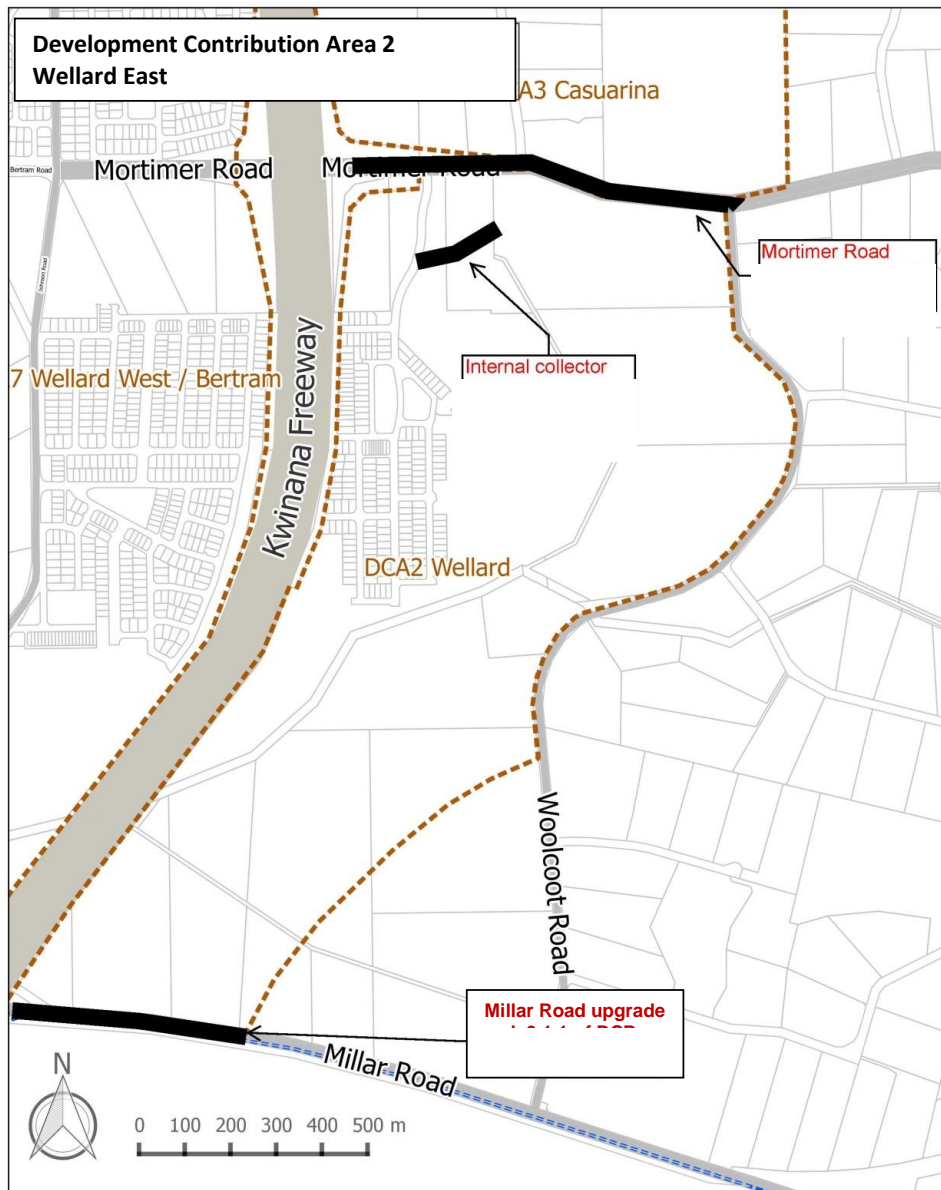 Development Contribution Area 2
Wellard East
A3 Casuarina
Bertram Road
Mortimer Road
Mortimer Road
Mortimer Road
Johnson Road
Internal collector
7 Wellard West / Bertram
Kwinana Freeway
DCA2 Wellard
Woolcoot Road
Millar Road upgrade
Millar Road
N
0 100 200 300 400 500 m